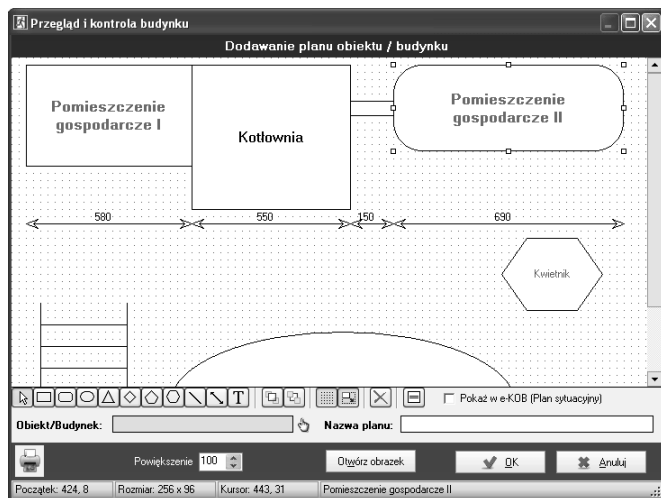 Przegląd i kontrola budynku
Dodawanie planu obiektu / budynku
Pomieszczenie
gospodarcze I
Kotłownia
Pomieszczenie
gospodarcze II
580 550 150 690
Kwietnik
T
Pokaż w e-KOB (Plan sytuacyjny)
Obiekt/Budynek: Nazwa planu:
Powiększenie 100 Otwórz obrazek OK Anuluj
Początek: 424, 8 Rozmiar: 256 x 96 Kursor: 443, 31 Pomieszczenie gospodarcze II